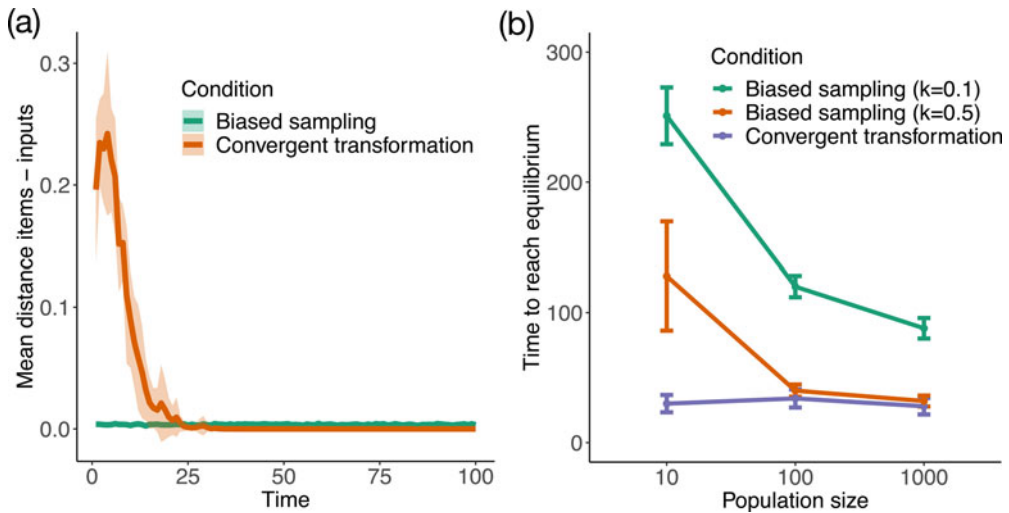 (a)
0.3
0.2
0.1
0.0
Mean distance items – inputs
Condition
Biased sampling
Convergent transformation
0
25
50
75
100
Time
(b)
300
200
100
0
Time to reach equilibrium
Condition
Biased sampling (k=0.1)
Biased sampling (k=0.5)
Convergent transformation
10
100
1000
Population size